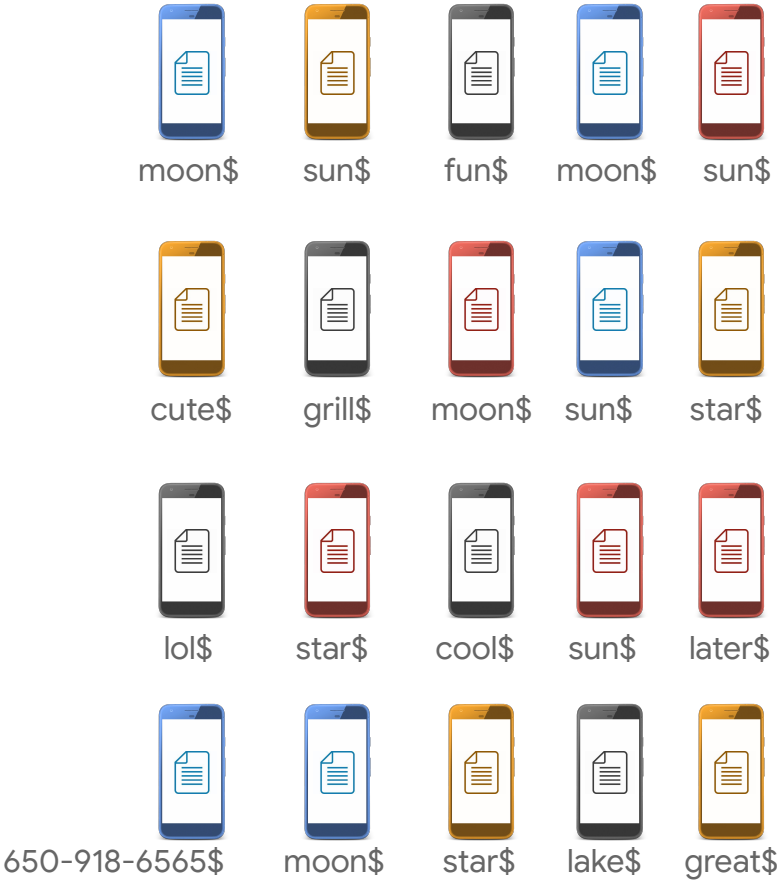 moon$ sun$ fun$ moon$ sun$
cute$ grill$ moon$ sun$ star$
lol$ star$ cool$ sun$ later$
650-918-6565$ moon$ star$ lake$ great$